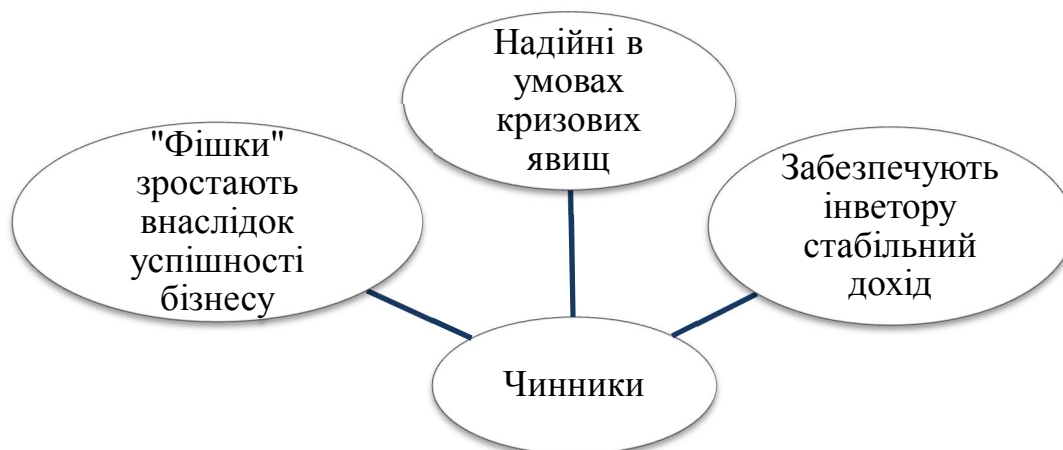 "Фішки"
зростають
внаслідок
успішності
бізнесу
Надійні в
умовах
кризових
явищ
Забезпечують
інветору
стабільний
дохід
Чинники